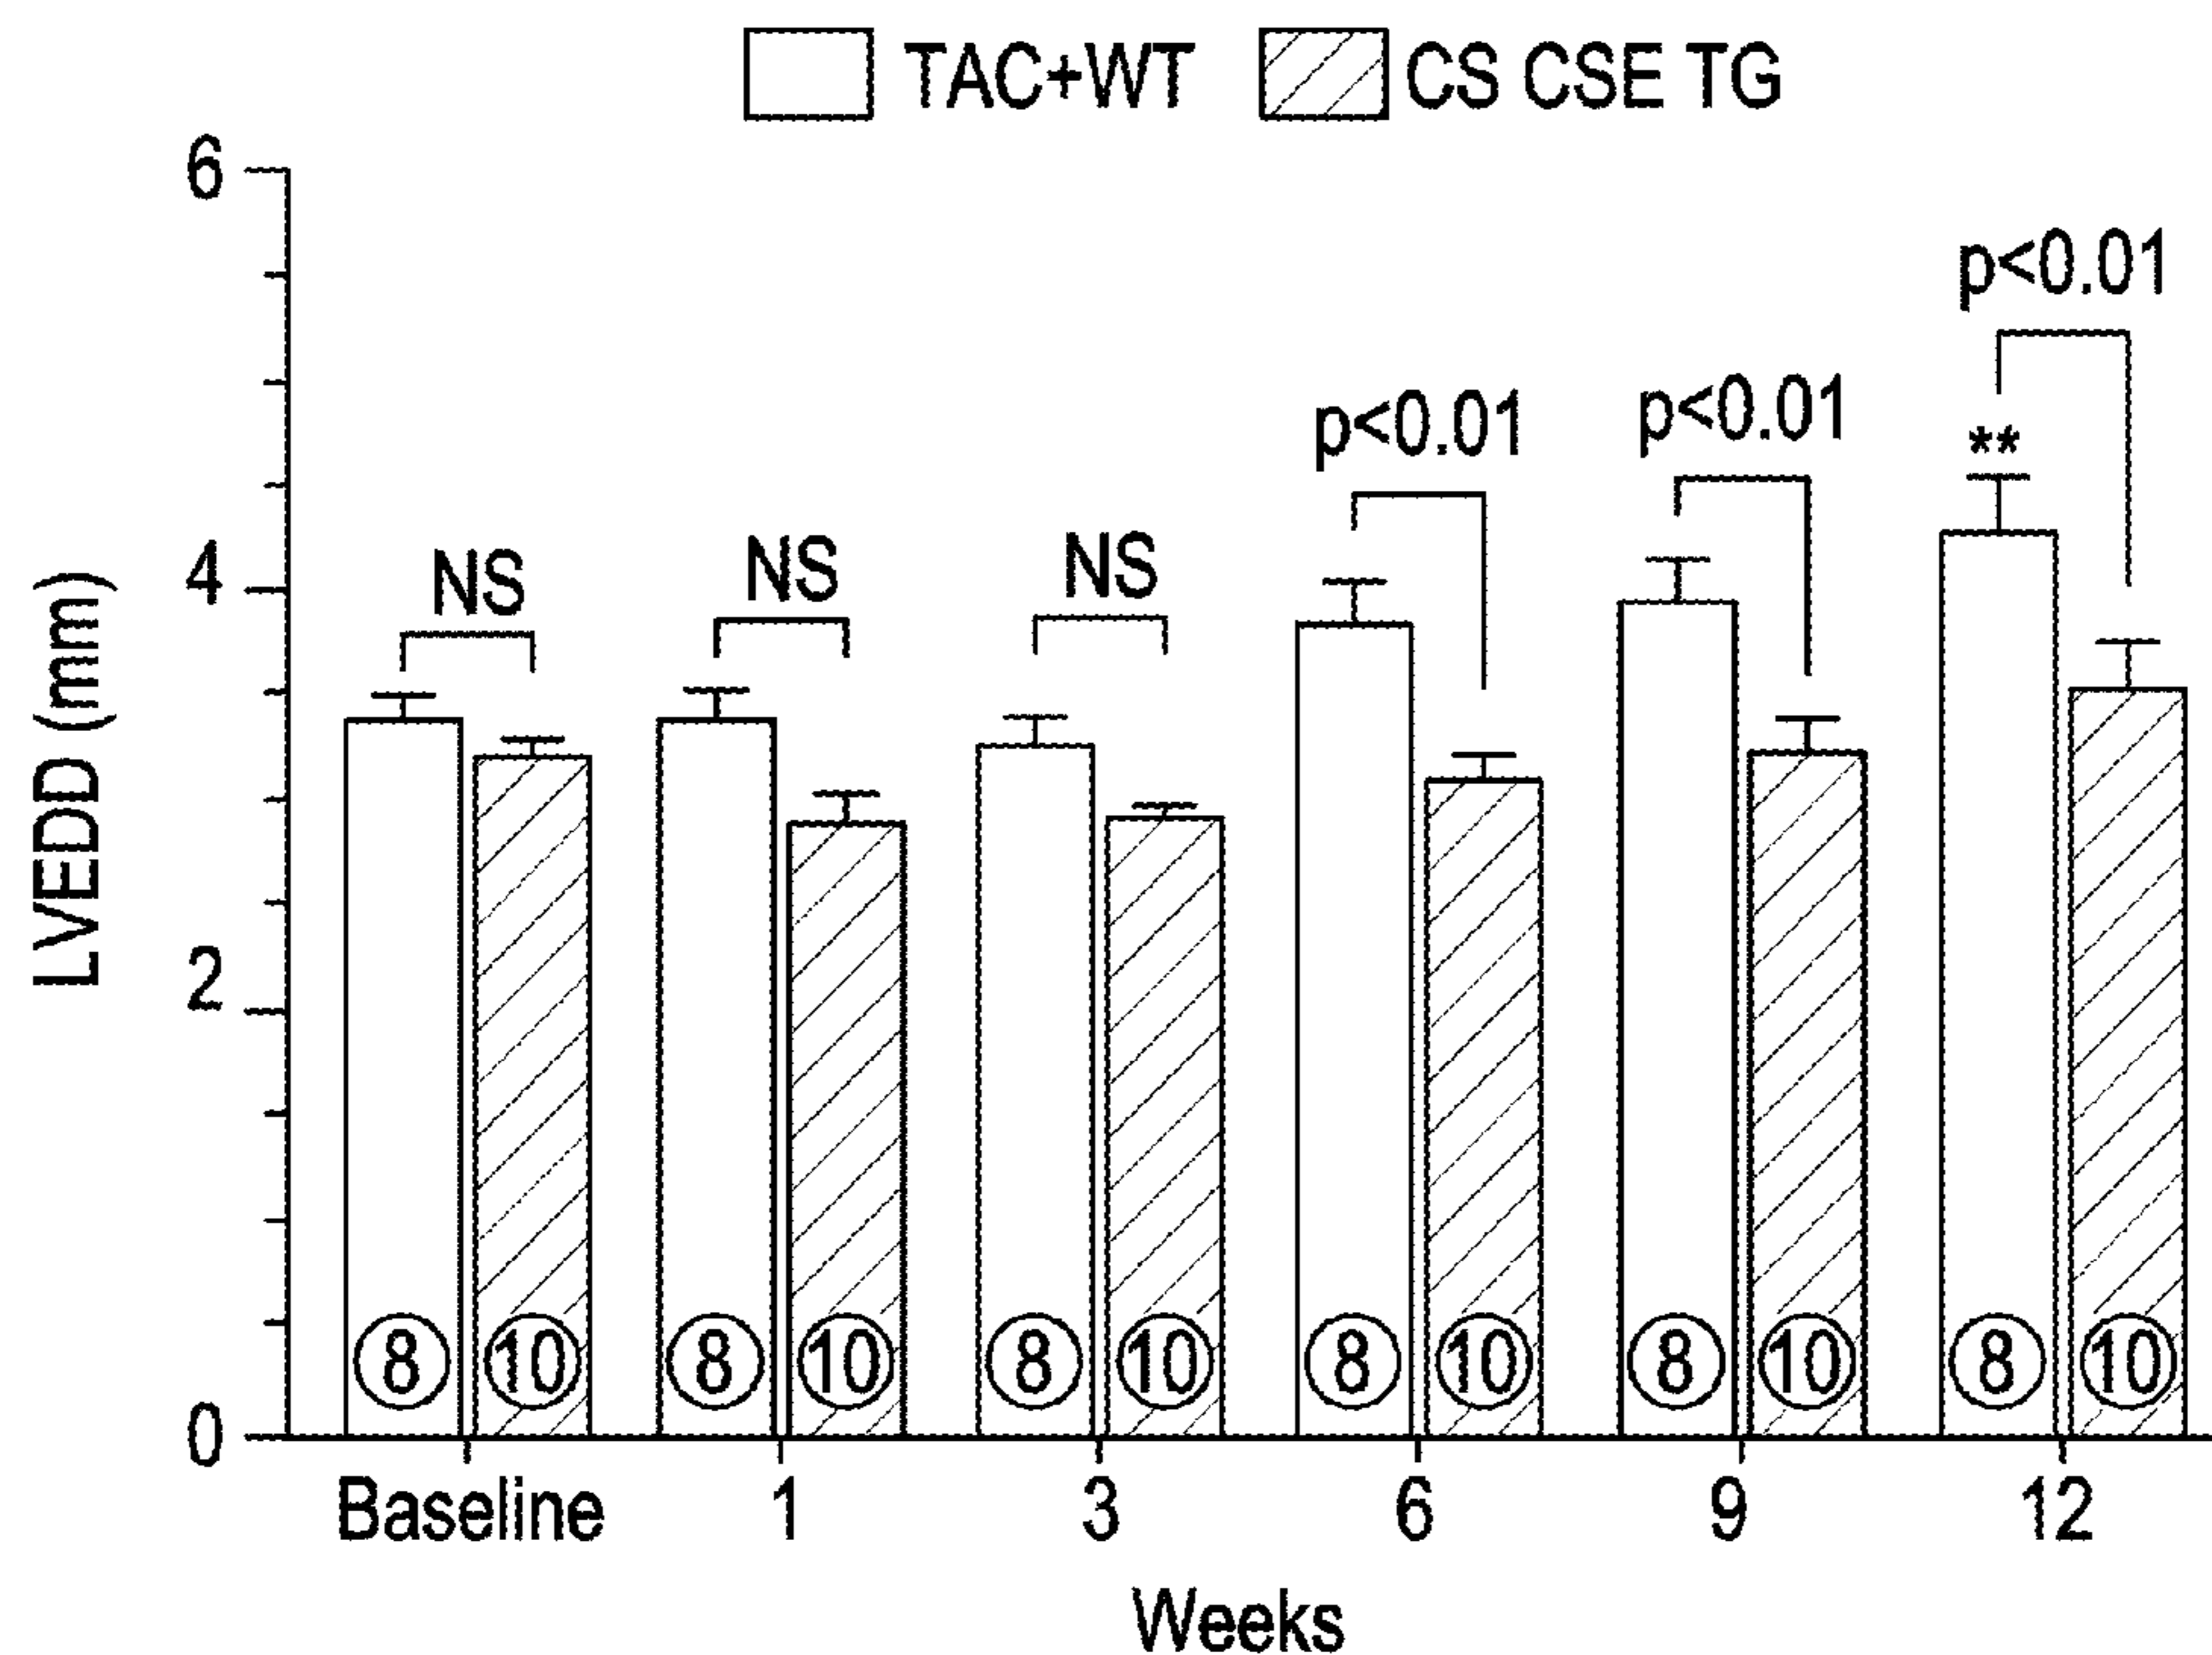 TAC+WT CS CSE TG
6
4
2
0
LVEDD (mm)
NS NS NS p<0.01 p<0.01 p<0.01
**
8 10 8 10 8 10 8 10 8 10 8 10
Baseline 1 3 6 9 12
Weeks